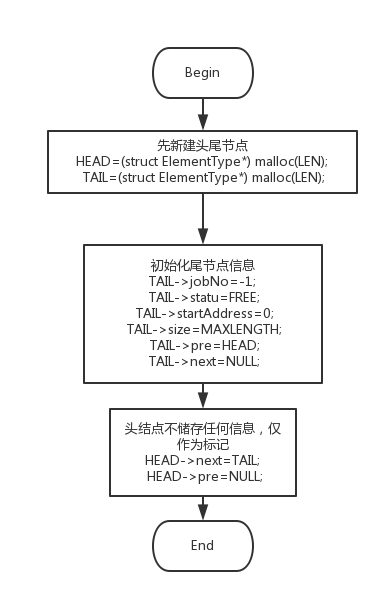 Begin
先新建头尾节点
HEAD=(struct ElementType*) malloc(LEN);
TAIL=(struct ElementType*) malloc(LEN);
初始化尾节点信息
TAIL->jobNo=-1;
TAIL->statu=FREE;
TAIL->startAddress=0;
TAIL->size=MAXLENGTH;
TAIL->pre=HEAD;
TAIL->next=NULL;
头结点不储存任何信息，仅
作为标记
HEAD->next=TAIL;
HEAD->pre=NULL;
End